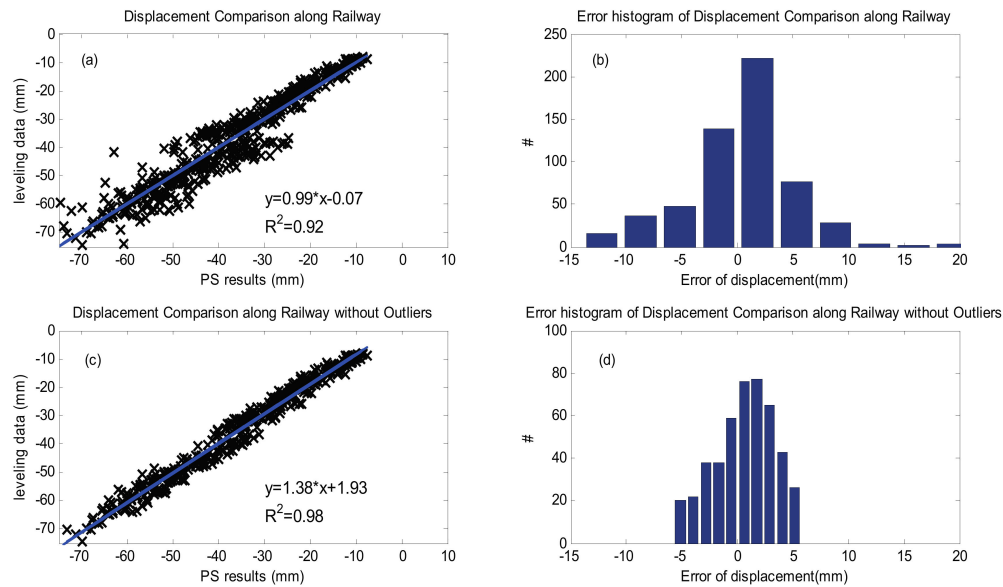 Displacement Comparison along Railway
0
-10
-20
-30
-40
-50
-60
-70
leveling data (mm)
(a)
y=0.99*x-0.07
R²=0.92
-70 -60 -50 -40 -30 -20 -10 0 10
PS results (mm)
Error histogram of Displacement Comparison along Railway
250
200
150
100
50
0
#
(b)
-15 -10 -5 0 5 10 15 20
Error of displacement(mm)
Displacement Comparison along Railway without Outliers
0
-10
-20
-30
-40
-50
-60
-70
leveling data (mm)
(c)
y=1.38*x+1.93
R²=0.98
-70 -60 -50 -40 -30 -20 -10 0 10
PS results (mm)
Error histogram of Displacement Comparison along Railway without Outliers
100
80
60
40
20
0
#
(d)
-15 -10 -5 0 5 10 15 20
Error of displacement(mm)